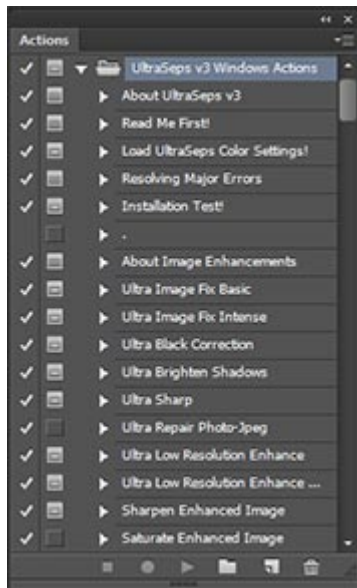 Actions
UltraSeps v3 Windows Actions
About UltraSeps v3
Read Me First!
Load UltraSeps Color Settings!
Resolving Major Errors
Installation Test!
.
About Image Enhancements
Ultra Image Fix Basic
Ultra Image Fix Intense
Ultra Black Correction
Ultra Brighten Shadows
Ultra Sharp
Ultra Repair Photo-Jpeg
Ultra Low Resolution Enhance
Ultra Low Resolution Enhance ...
Sharpen Enhanced Image
Saturate Enhanced Image